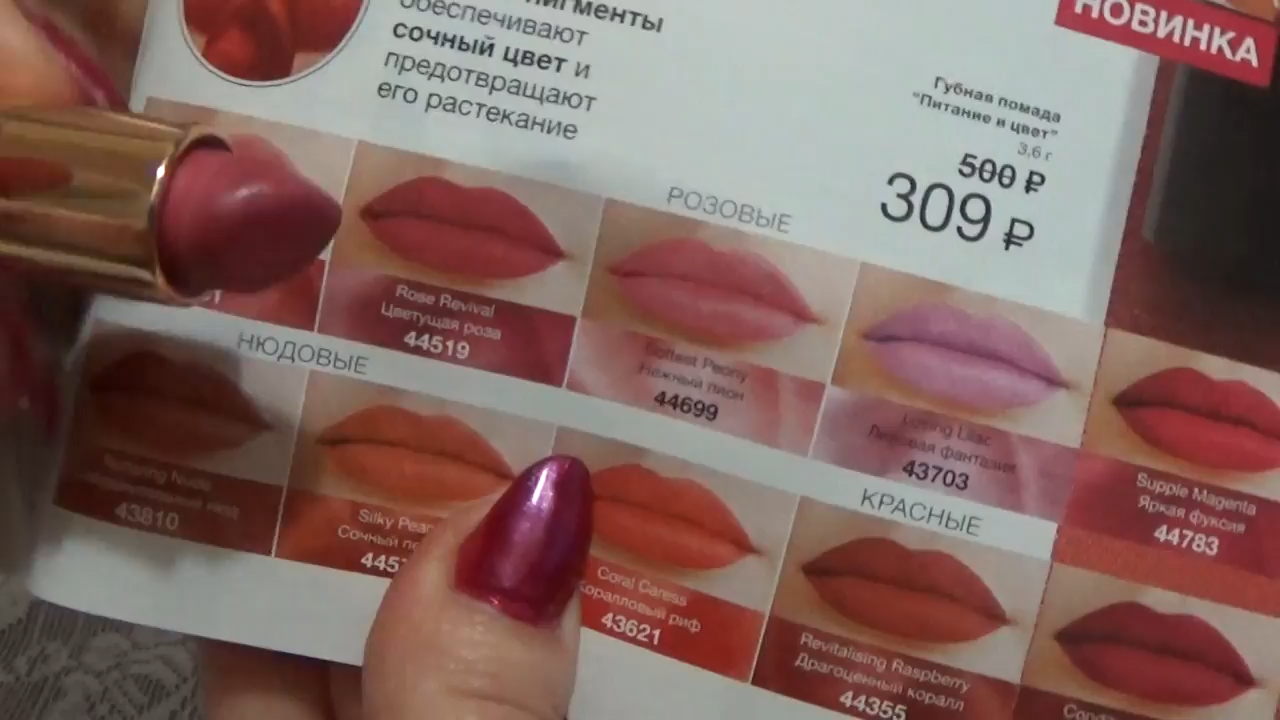 обеспечивают
сочный цвет и
предотвращают
его растекание
НОВИНКА
Губная помада
"Питание и цвет"
3,6 г
500 ₽
309 ₽
РОЗОВЫЕ
Rose Revival
Цветущая роза
44519
Softest Peony
Нежный пион
44699
Loving Lilac
Лиловая фантазия
43703
Supple Magenta
Яркая фуксия
44783
НЮДОВЫЕ
43810
Silky
Сочный
Coral Caress
Коралловый риф
43621
КРАСНЫЕ
Revitalising Raspberry
Драгоценный коралл
44355